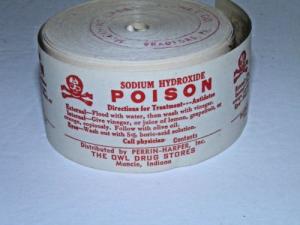 BRADFORD, PA.
SODIUM HYDROXIDE
POISON
Directions for Treatment—Antidotes
External—Flood with water, then wash with vinegar.
Internal—Give vinegar, or juice of lemon, grapefruit, or
orange, copiously. Follow with olive oil.
Eyes—Wash out with 5% boric-acid solution.
Call physician Contents
Distributed by PERRIN-HARPER, Inc.
THE OWL DRUG STORES
Muncie, Indiana